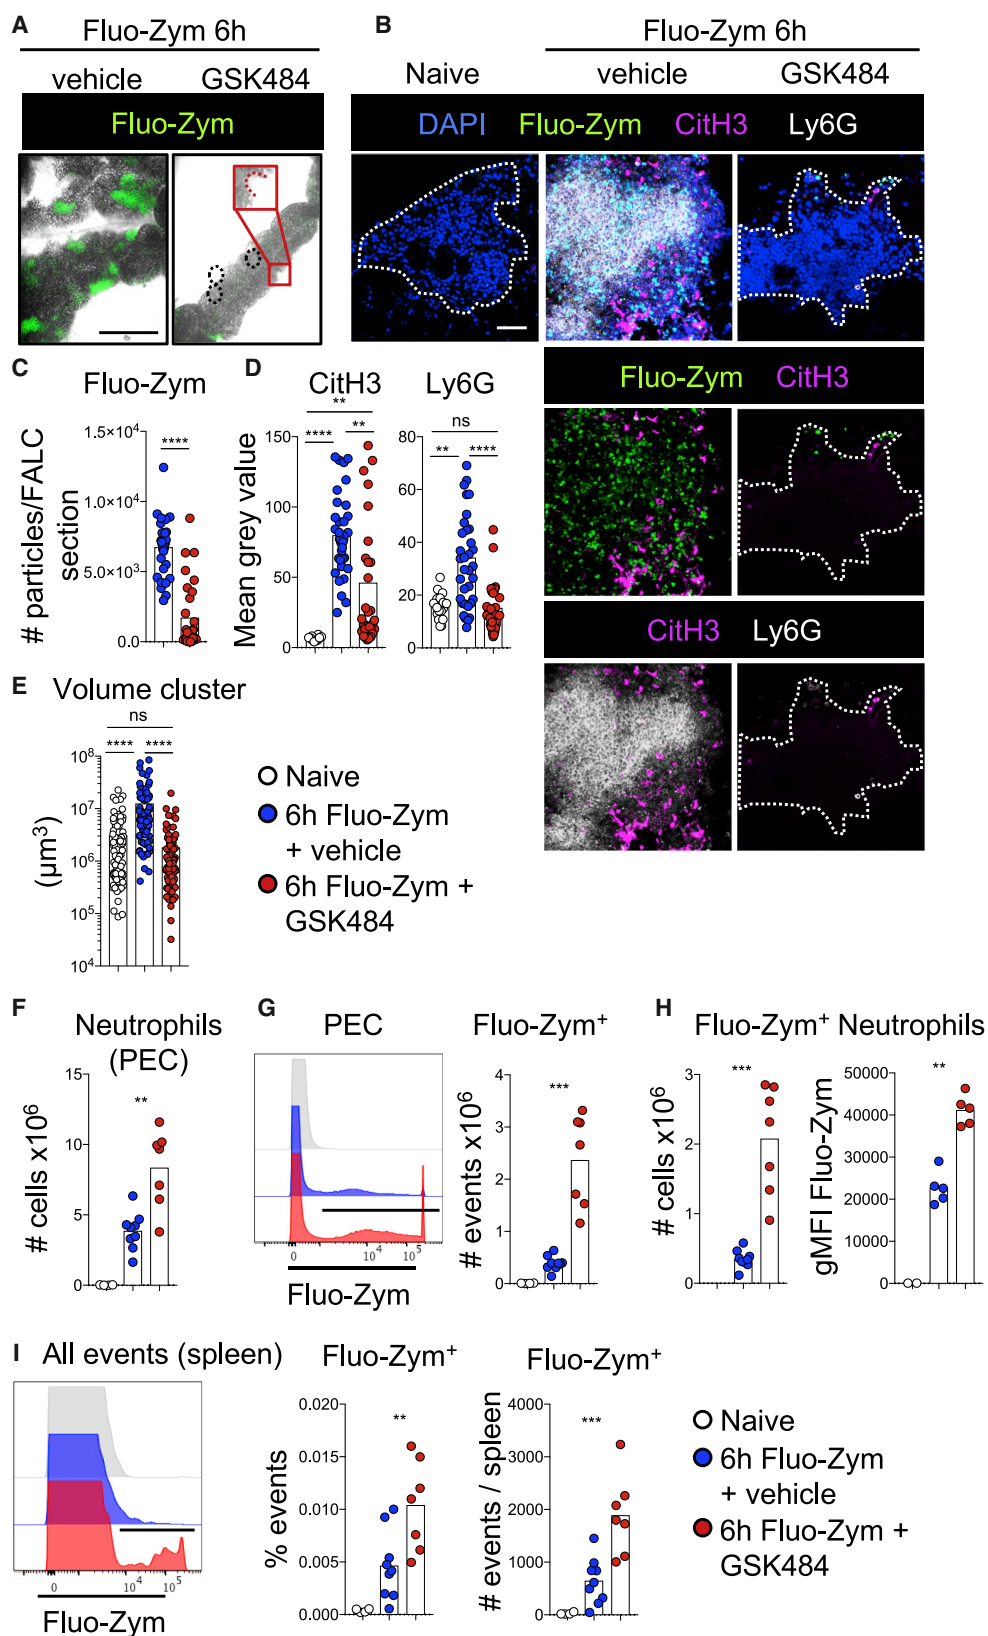 A
Fluo-Zym 6h
vehicle GSK484
Fluo-Zym
B
Fluo-Zym 6h
Naive vehicle GSK484
DAPI Fluo-Zym CitH3 Ly6G
Fluo-Zym CitH3
CitH3 Ly6G
C
Fluo-Zym
# particles/FALC
section
1.5×10⁴
1.0×10⁴
5.0×10³
0.0
****
D
CitH3 Ly6G
Mean grey value
150
100
50
0
**
**** **
80
60
40
20
0
ns
** ****
E
Volume cluster
ns
**** ****
(µm³)
10⁸
10⁷
10⁶
10⁵
10⁴
Naive
6h Fluo-Zym
+ vehicle
6h Fluo-Zym +
GSK484
F
Neutrophils
(PEC)
# cells x10⁶
15
10
5
0
**
G
PEC
0 10⁴ 10⁵
Fluo-Zym
Fluo-Zym⁺
# events x10⁶
4
3
2
1
0
***
H
Fluo-Zym⁺ Neutrophils
# cells x10⁶
3
2
1
0
***
gMFI Fluo-Zym
50000
40000
30000
20000
10000
0
**
I
All events (spleen)
0 10⁴ 10⁵
Fluo-Zym
Fluo-Zym⁺
% events
0.020
0.015
0.010
0.005
0.000
**
Fluo-Zym⁺
# events / spleen
4000
3000
2000
1000
0
***
Naive
6h Fluo-Zym
+ vehicle
6h Fluo-Zym +
GSK484